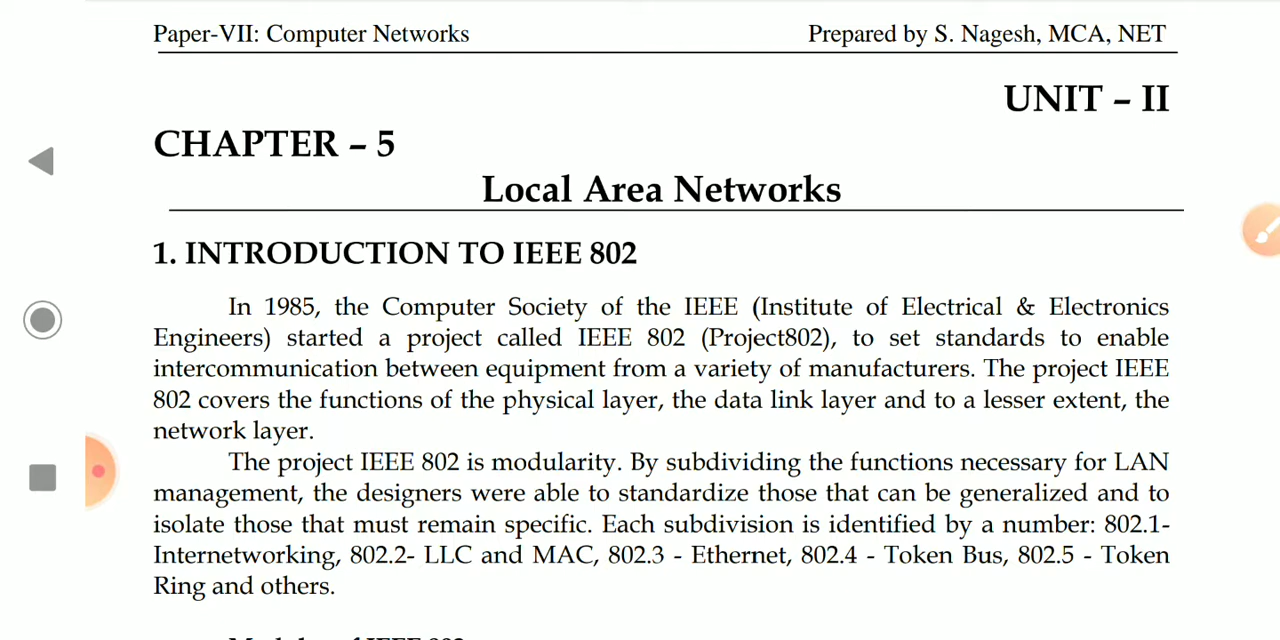 Paper-VII: Computer Networks Prepared by S. Nagesh, MCA, NET
UNIT – II
CHAPTER – 5
Local Area Networks
1. INTRODUCTION TO IEEE 802
In 1985, the Computer Society of the IEEE (Institute of Electrical & Electronics
Engineers) started a project called IEEE 802 (Project802), to set standards to enable
intercommunication between equipment from a variety of manufacturers. The project IEEE
802 covers the functions of the physical layer, the data link layer and to a lesser extent, the
network layer.
The project IEEE 802 is modularity. By subdividing the functions necessary for LAN
management, the designers were able to standardize those that can be generalized and to
isolate those that must remain specific. Each subdivision is identified by a number: 802.1-
Internetworking, 802.2- LLC and MAC, 802.3 - Ethernet, 802.4 - Token Bus, 802.5 - Token
Ring and others.